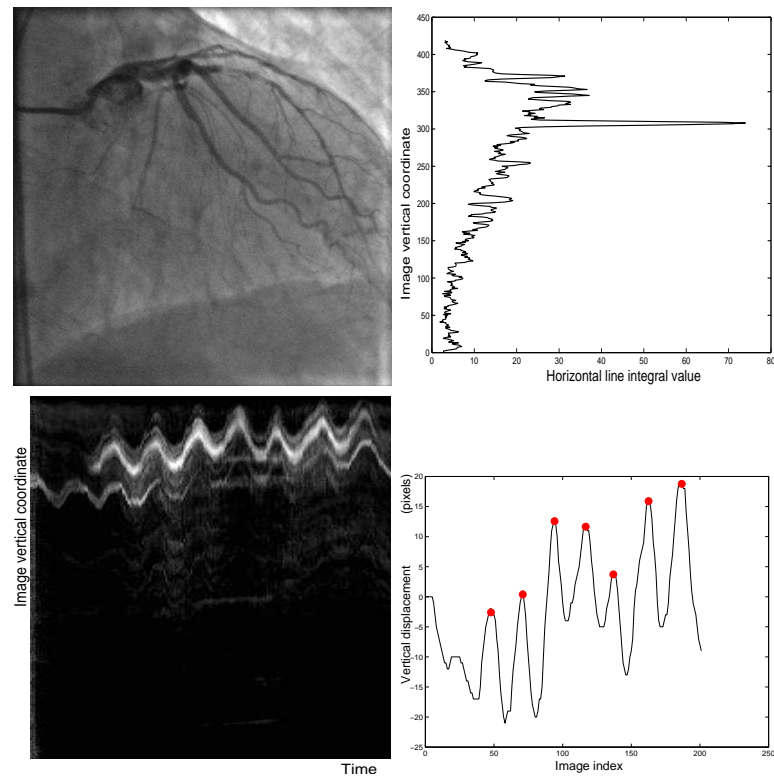 450
400
350
300
250
200
150
100
50
0
0 10 20 30 40 50 60 70 80
Image vertical coordinate
Horizontal line integral value
Image vertical coordinate
Time
20
15
10
5
0
−5
−10
−15
−20
−25
0 50 100 150 200 250
Vertical displacement (pixels)
Image index